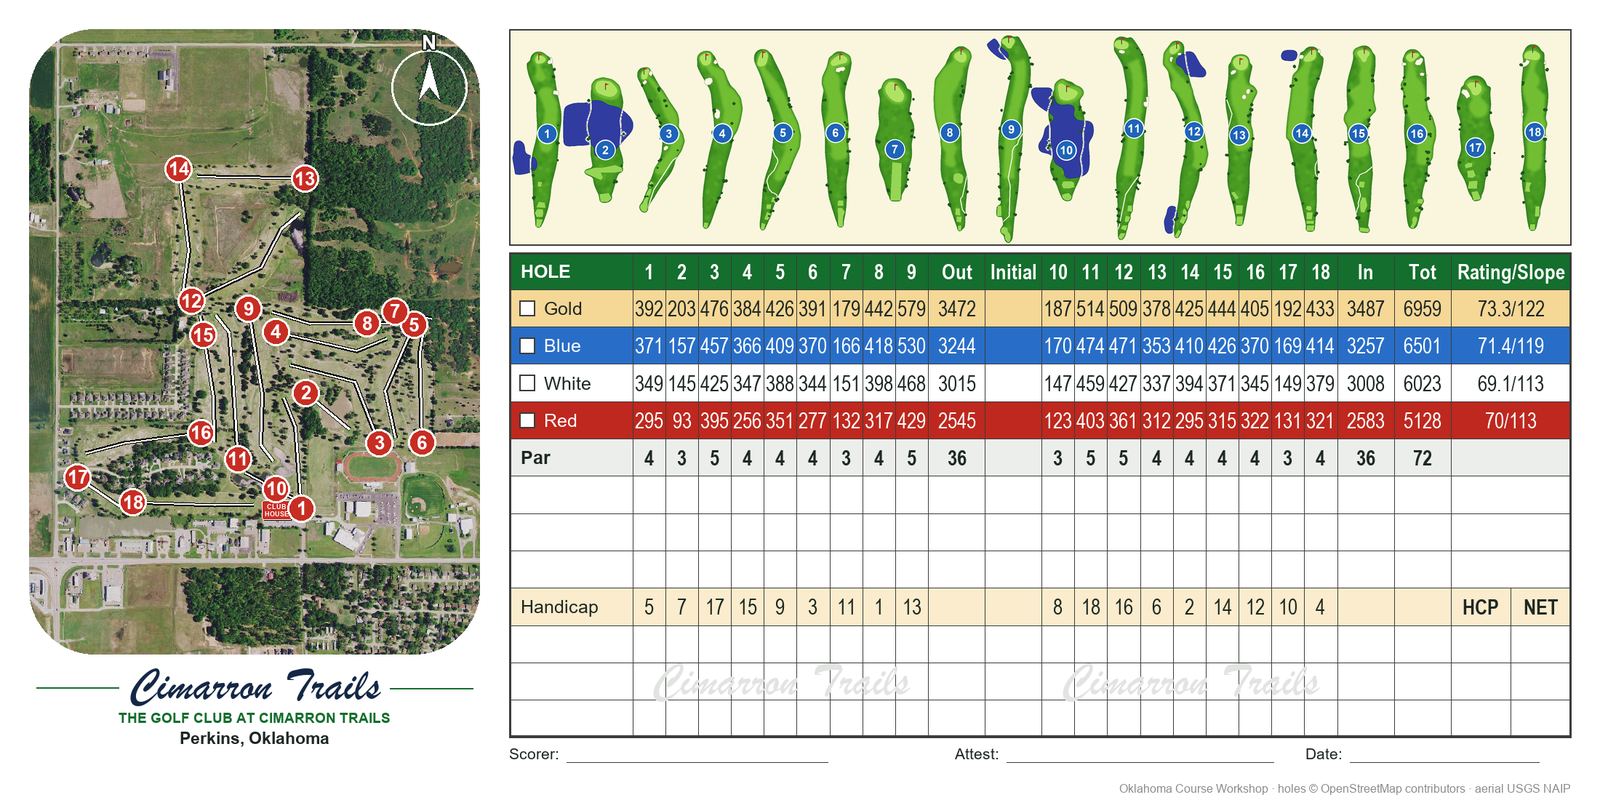 N
14
13
12
9
7
8
5
4
15
2
16
3
6
11
17
10
18
CLUB
HOUSE
1
Cimarron Trails
THE GOLF CLUB AT CIMARRON TRAILS
Perkins, Oklahoma
1 2 3 4 5 6 7 8 9 10 11 12 13 14 15 16 17 18
HOLE 1 2 3 4 5 6 7 8 9 Out Initial 10 11 12 13 14 15 16 17 18 In Tot Rating/Slope
Gold 392 203 476 384 426 391 179 442 579 3472 187 514 509 378 425 444 405 192 433 3487 6959 73.3/122
Blue 371 157 457 366 409 370 166 418 530 3244 170 474 471 353 410 426 370 169 414 3257 6501 71.4/119
White 349 145 425 347 388 344 151 398 468 3015 147 459 427 337 394 371 345 149 379 3008 6023 69.1/113
Red 295 93 395 256 351 277 132 317 429 2545 123 403 361 312 295 315 322 131 321 2583 5128 70/113
Par 4 3 5 4 4 4 3 4 5 36 3 5 5 4 4 4 4 3 4 36 72
Handicap 5 7 17 15 9 3 11 1 13 8 18 16 6 2 14 12 10 4 HCP NET
Cimarron Trails Cimarron Trails
Scorer: Attest: Date:
Oklahoma Course Workshop · holes © OpenStreetMap contributors · aerial USGS NAIP